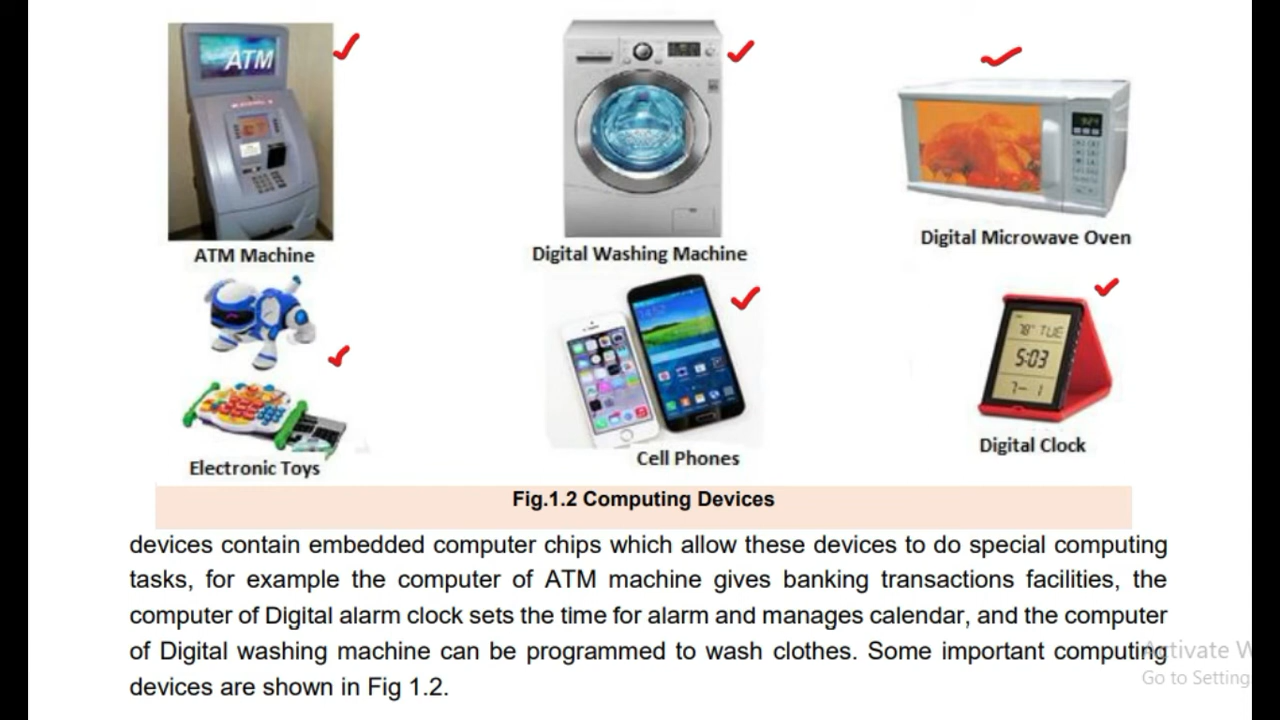 ATM
ATM Machine
Digital Washing Machine
Digital Microwave Oven
78° TUE
5:03
7- 1
Electronic Toys
Cell Phones
Digital Clock
Fig.1.2 Computing Devices
devices contain embedded computer chips which allow these devices to do special computing
tasks, for example the computer of ATM machine gives banking transactions facilities, the
computer of Digital alarm clock sets the time for alarm and manages calendar, and the computer
of Digital washing machine can be programmed to wash clothes. Some important computing
devices are shown in Fig 1.2.
Activate W
Go to Setting